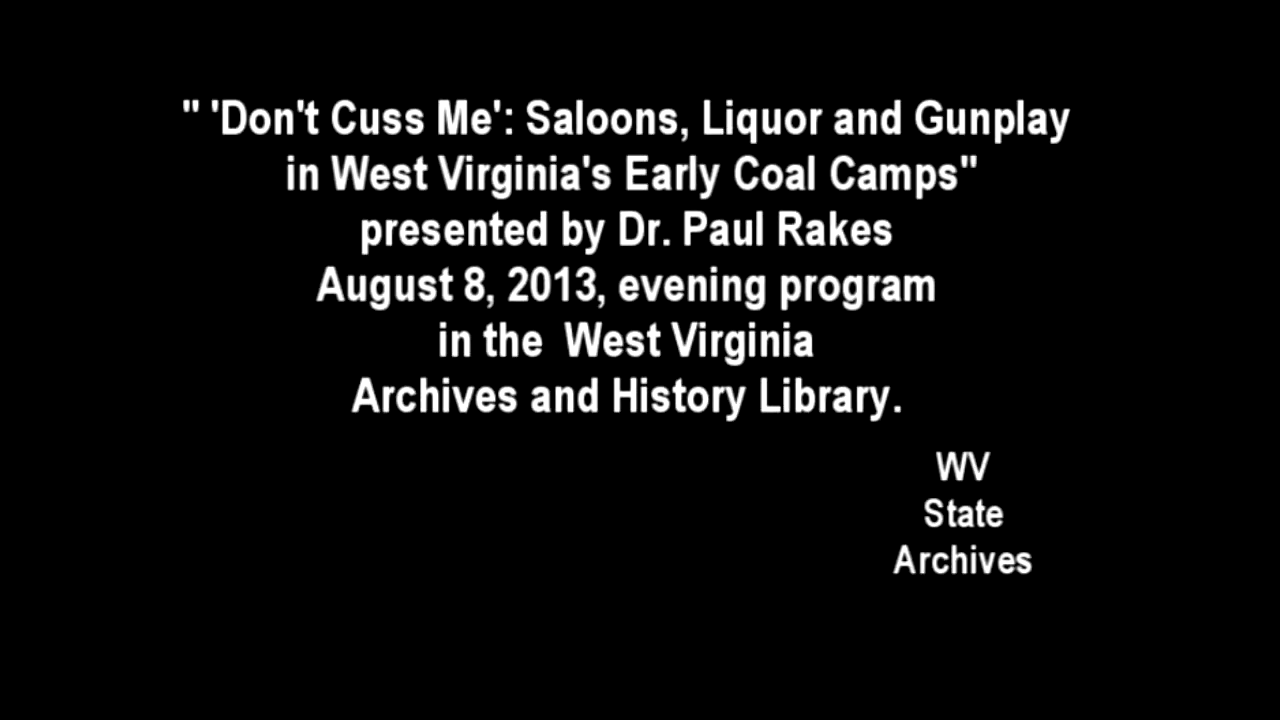 " 'Don't Cuss Me': Saloons, Liquor and Gunplay
in West Virginia's Early Coal Camps"
presented by Dr. Paul Rakes
August 8, 2013, evening program
in the  West Virginia
Archives and History Library.
WV
State
Archives